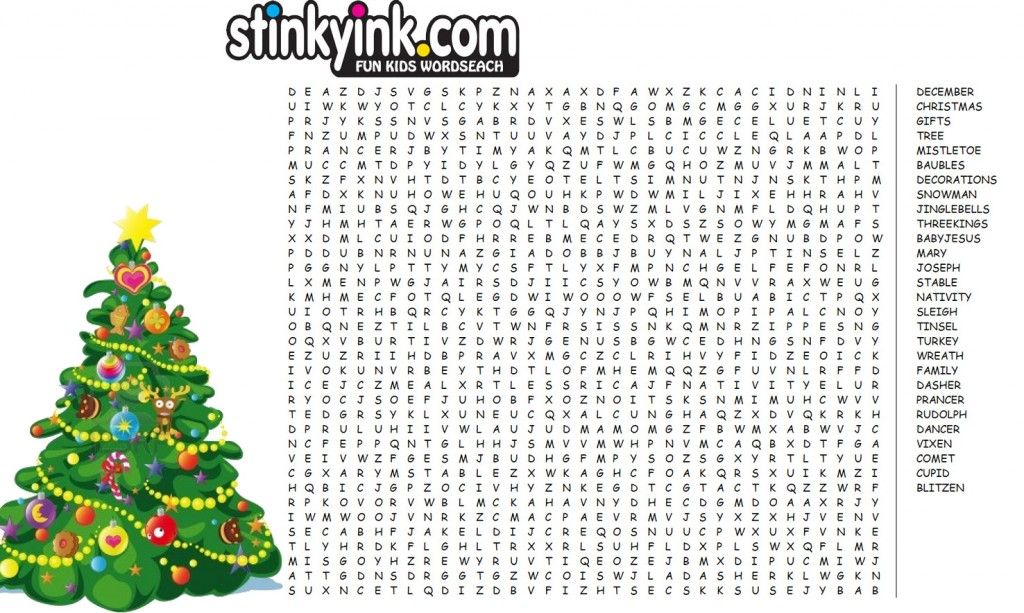 stinkyink.com
FUN KIDS WORDSEACH
D E A Z D J S V G S K P Z N A X A X D F A W X Z K C A C I D N I N L I
U I W K W Y O T C L C Y K X Y T G B N Q G O M G C M G G X U R J K R U
P R J Y K S S N V S G A B R D V X E S W L S B M G E C E L U E T C U Y
F N Z U M P U D W X S N T U U V A Y D J P L C I C C L E Q L A A P D L
P R A N C E R J B Y T I M Y A K Q M T L C B U C U W Z N G R K B W O P
M U C C M T D P Y I D Y L G Y Q Z U F W M G Q H O Z M U V J M M A L T
S K Z F X N V H T D T B C Y E O T E L T S I M N U T N J N S K T H P M
A F D X K N U H O W E H U Q O U H K P W D W M I L J I X E H H R A H V
N F M I U B S Q J G H C Q J W N B D S W Z M L V G N M F L D Q H U P T
Y J H M H T A E R W G P O Q L T L Q A Y S X D S Z S O W Y M G M A F S
X X D M L C U I O D F H R R E B M E C E D R Q T W E Z G N U B D P O W
P D D U B N R N U N A Z G I A D O B B J B U Y N A L J P T I N S E L Z
P G G N Y L P T T Y M Y C S F T L Y X F M P N C H G E L F E F O N R L
L X M E N P W G J A I R S D J I I C S Y O W B M Q N V V R A X W E U G
K M H M E C F O T Q L E G D W I W O O O W F S E L B U A B I C T P Q X
U I O T R H B Q R C Y K T G G Q J Y N J P Q H I M O P I P A L C N O Y
O B Q N E Z T I L B C V T W N F R S I S S N K Q M N R Z I P P E I N G
O Q X V B U R T I V Z D W R J G E N U S B G W C E D H N G S N F D V Y
E Z U Z R I I H D B P R A V X M G C Z S L R I H V Y F I D Z E O I C K
I V O K U N V R B E Y T H D T L O F M H E M Q Q Z G F U V N L R F F D
I C E J C Z M E A L X R T L E S S R I C A J F N A T I V I T Y E L U R
R Y O C J S O E F J U H O B F X O Z N O I T S K S N M I M U H C W V V
T E D G R S Y K L X U N E U C Q X A L C U N G H A Q Z X D V Q K R K H
D P R U L U H I I V W L A U J U D M A M O M G Z F B W M X A B W V J C
N C F E P P Q N T G L H H J S M V V M W H P N V M C A Q B X D T F G A
V E I V W Z F G E S M J B U D H G F M P Y S O Z S G X Y R T L T Y U E
C G X A R Y M S T A B L E Z X W K A G H C F O A K Q R S X U I K M Z I
H Q B I C J G P Z O C I V H Y Z N K E G D T C G T A C T K Q Z Z W R F
R P K O V O R V W B L M C K A H A V N Y D H E C D G M D O A A X R J Y
I W M W O O J V N B K Z C M A C P A E V R M V J S Y X Z X H J V E N V
S E C A B H F J A K E L D I J C R E Q O S N U U C P W X U X F V N K E
T L Y H R D K F L G H L T R X X R L S U H F L D X P L S W X Q F L M R
M I S G O Y H Z R E W Y R U V T I Q E O Z E J B M X D I P U C M I W J
A T T G D N S D R G G T G Z W C O I S W J L A D A S H E R K L W G K N
S U X N C E T L Q D I Z D B V F I Z H T S E C S K K S U S E J Y B A B
DECEMBER
CHRISTMAS
GIFTS
TREE
MISTLETOE
BAUBLES
DECORATIONS
SNOWMAN
JINGLEBELLS
THREEKINGS
BABYJESUS
MARY
JOSEPH
STABLE
NATIVITY
SLEIGH
TINSEL
TURKEY
WREATH
FAMILY
DASHER
PRANCER
RUDOLPH
DANCER
VIXEN
COMET
CUPID
BLITZEN